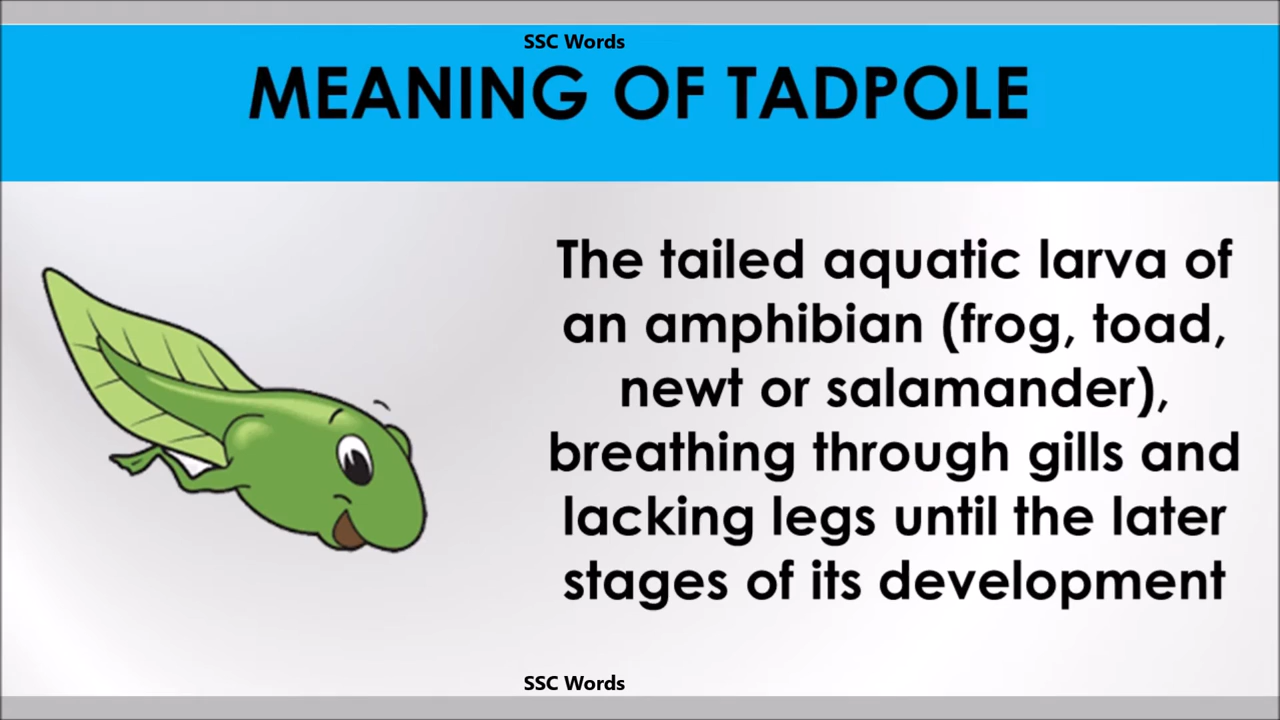 SSC Words
MEANING OF TADPOLE
The tailed aquatic larva of
an amphibian (frog, toad,
newt or salamander),
breathing through gills and
lacking legs until the later
stages of its development
SSC Words